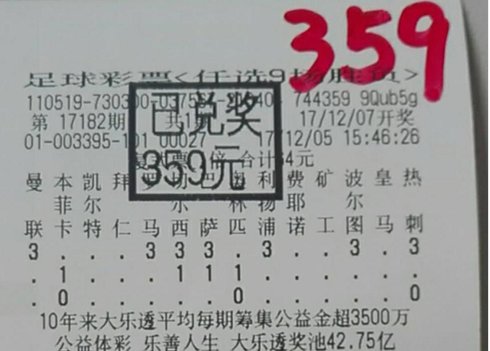 359
足球彩票<任选9场胜负>
110519-730300-037 744359 9Qub5g
第 17182期 共1 17/12/07开奖
01-003395-101 00027 17/12/05 15:46:26
已兑奖
359元
倍 合计 4元
曼 本 凯 拜 罗 巴 利 费 矿 波 皇 热
菲 尔 尔 林 物 耶 尔
联 卡 特 仁 马 西 萨 匹 浦 诺 工 图 马 刺
3 . . . 3 3 3 . 3 . . 3 . 3
. 1 . . . 1 1 1 . . . . . .
. 0 . . . . . 0 . . . . . 0
10年来大乐透平均每期筹集公益金超3500万
公益体彩 乐善人生 大乐透奖池42.75亿